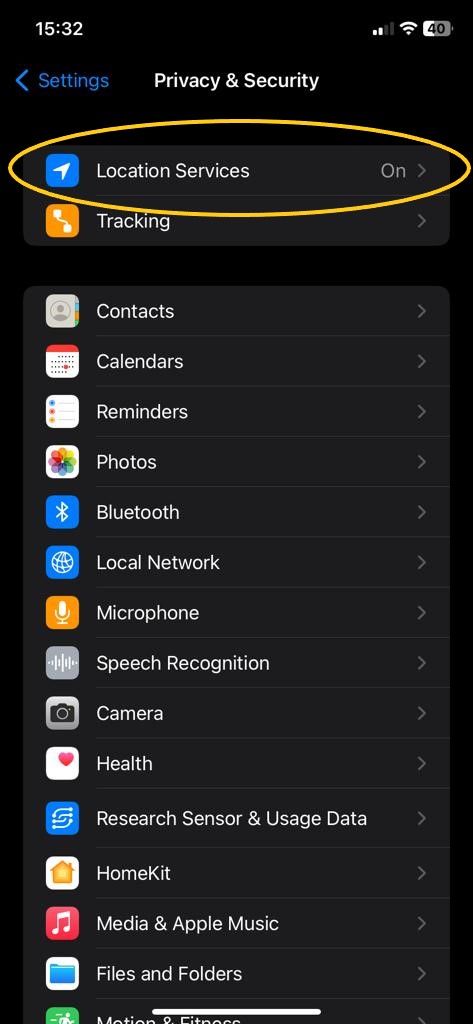 15:32
40
Settings
Privacy & Security
Location Services On
Tracking
Contacts
Calendars
Reminders
Photos
Bluetooth
Local Network
Microphone
Speech Recognition
Camera
Health
Research Sensor & Usage Data
HomeKit
Media & Apple Music
Files and Folders
Motion & Fitness